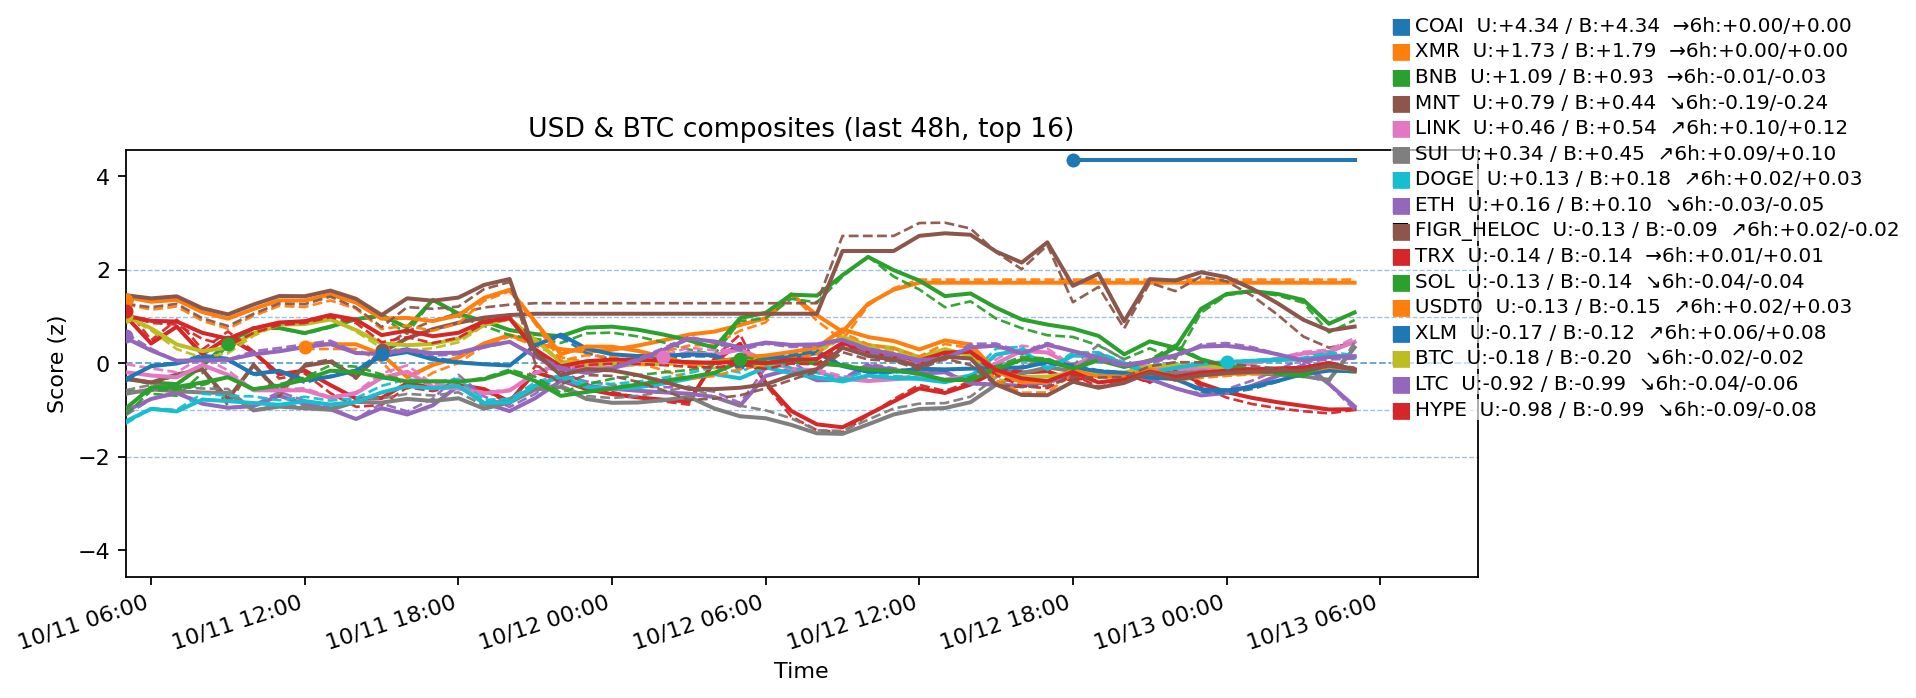 COAI  U:+4.34 / B:+4.34  →6h:+0.00/+0.00
XMR  U:+1.73 / B:+1.79  →6h:+0.00/+0.00
BNB  U:+1.09 / B:+0.93  →6h:-0.01/-0.03
MNT  U:+0.79 / B:+0.44  ↘6h:-0.19/-0.24
LINK  U:+0.46 / B:+0.54  ↗6h:+0.10/+0.12
SUI  U:+0.34 / B:+0.45  ↗6h:+0.09/+0.10
DOGE  U:+0.13 / B:+0.18  ↗6h:+0.02/+0.03
ETH  U:+0.16 / B:+0.10  ↘6h:-0.03/-0.05
FIGR_HELOC  U:-0.13 / B:-0.09  ↗6h:+0.02/-0.02
TRX  U:-0.14 / B:-0.14  →6h:+0.01/+0.01
SOL  U:-0.13 / B:-0.14  ↘6h:-0.04/-0.04
USDT0  U:-0.13 / B:-0.15  ↗6h:+0.02/+0.03
XLM  U:-0.17 / B:-0.12  ↗6h:+0.06/+0.08
BTC  U:-0.18 / B:-0.20  ↘6h:-0.02/-0.02
LTC  U:-0.92 / B:-0.99  ↘6h:-0.04/-0.06
HYPE  U:-0.98 / B:-0.99  ↘6h:-0.09/-0.08
USD & BTC composites (last 48h, top 16)
Score (z)
4
2
0
−2
−4
10/11 06:00
10/11 12:00
10/11 18:00
10/12 00:00
10/12 06:00
10/12 12:00
10/12 18:00
10/13 00:00
10/13 06:00
Time